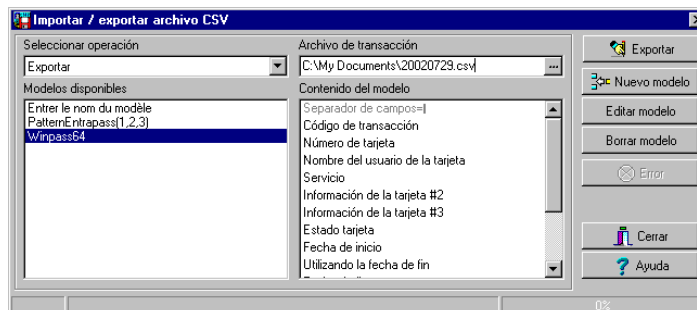 Importar / exportar archivo CSV
Seleccionar operación
Archivo de transacción
Exportar
C:\My Documents\20020729.csv
...
Modelos disponibles
Contenido del modelo
Entrer le nom du modèle
PatternEntrapass(1,2,3)
Winpass64
Separador de campos=|
Código de transacción
Número de tarjeta
Nombre del usuario de la tarjeta
Servicio
Información de la tarjeta #2
Información de la tarjeta #3
Estado tarjeta
Fecha de inicio
Utilizando la fecha de fin
Exportar
Nuevo modelo
Editar modelo
Borrar modelo
Error
Cerrar
Ayuda
0%